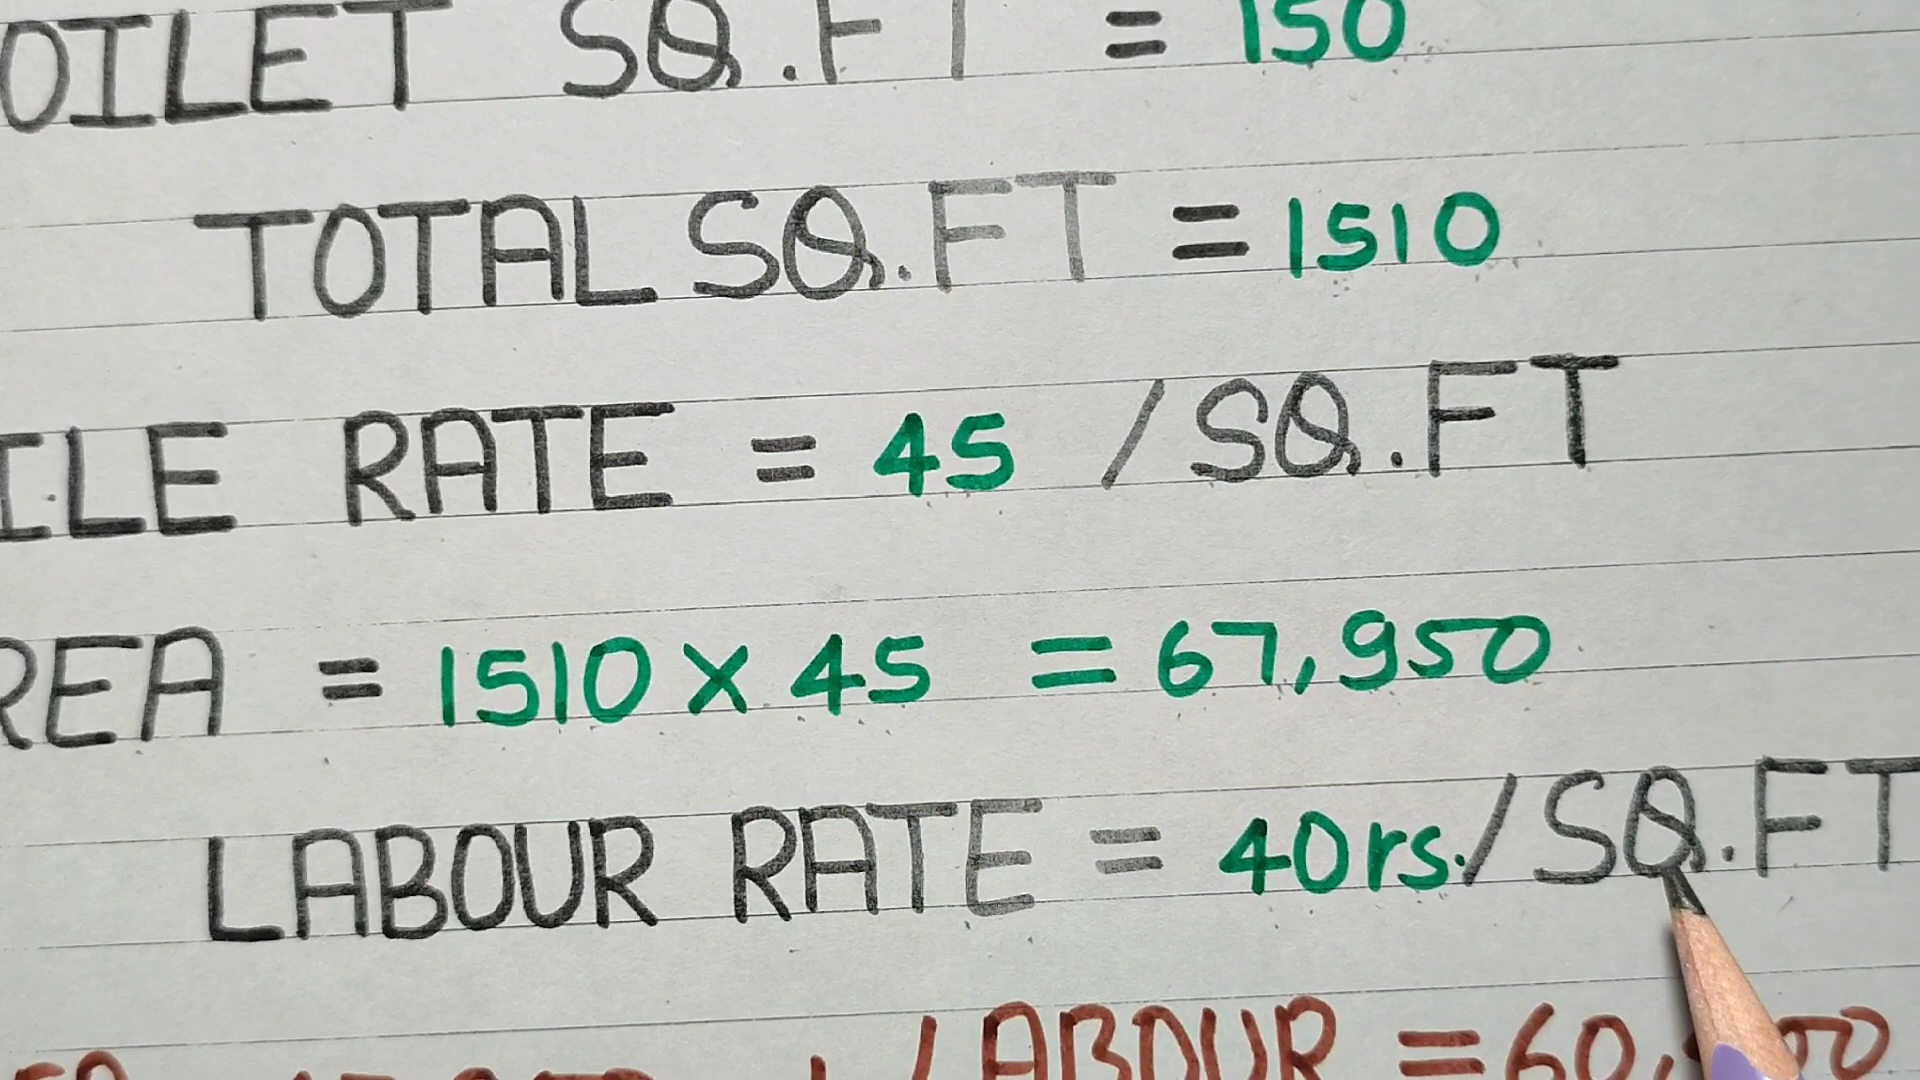 OILET SQ.FT = 150
TOTAL SQ.FT = 1510
ILE RATE = 45 /SQ.FT
REA = 1510 x 45 = 67,950
LABOUR RATE = 40rs./SQ.FT
LABOUR =